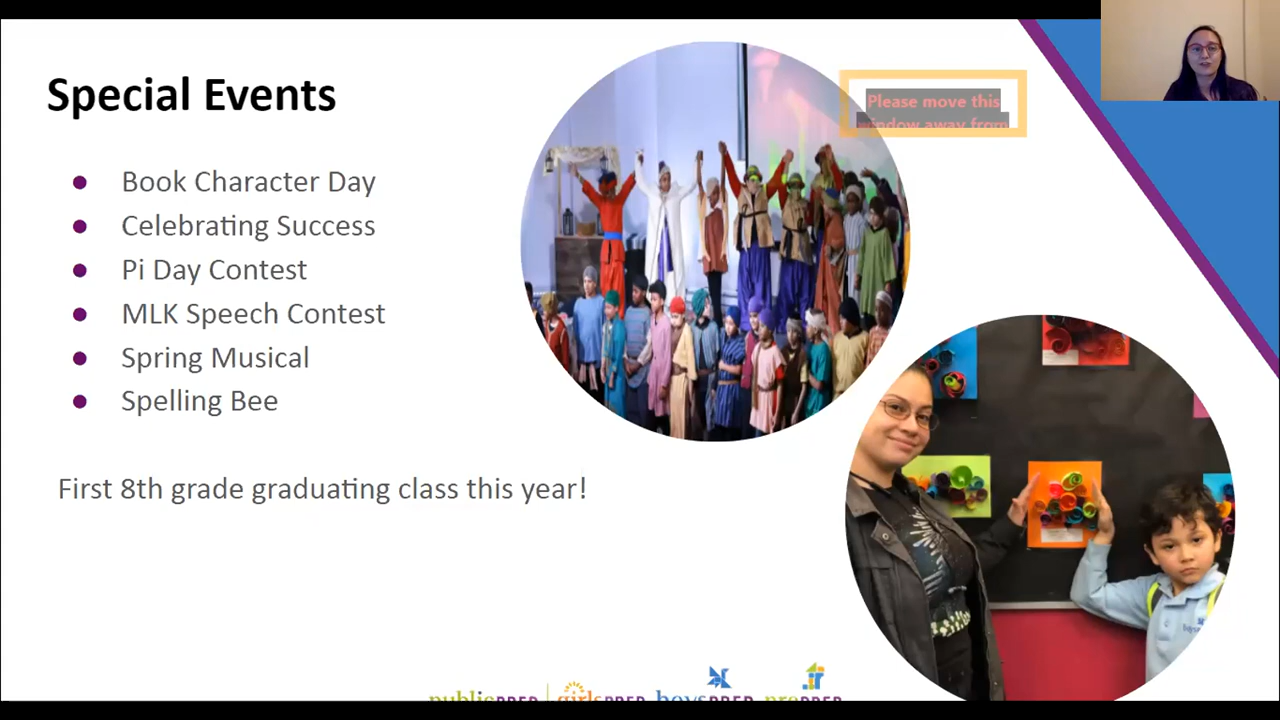 Special Events
Please move this
window away from
Book Character Day
Celebrating Success
Pi Day Contest
MLK Speech Contest
Spring Musical
Spelling Bee
First 8th grade graduating class this year!
publicPREP girlsPREP boysPREP prePREP